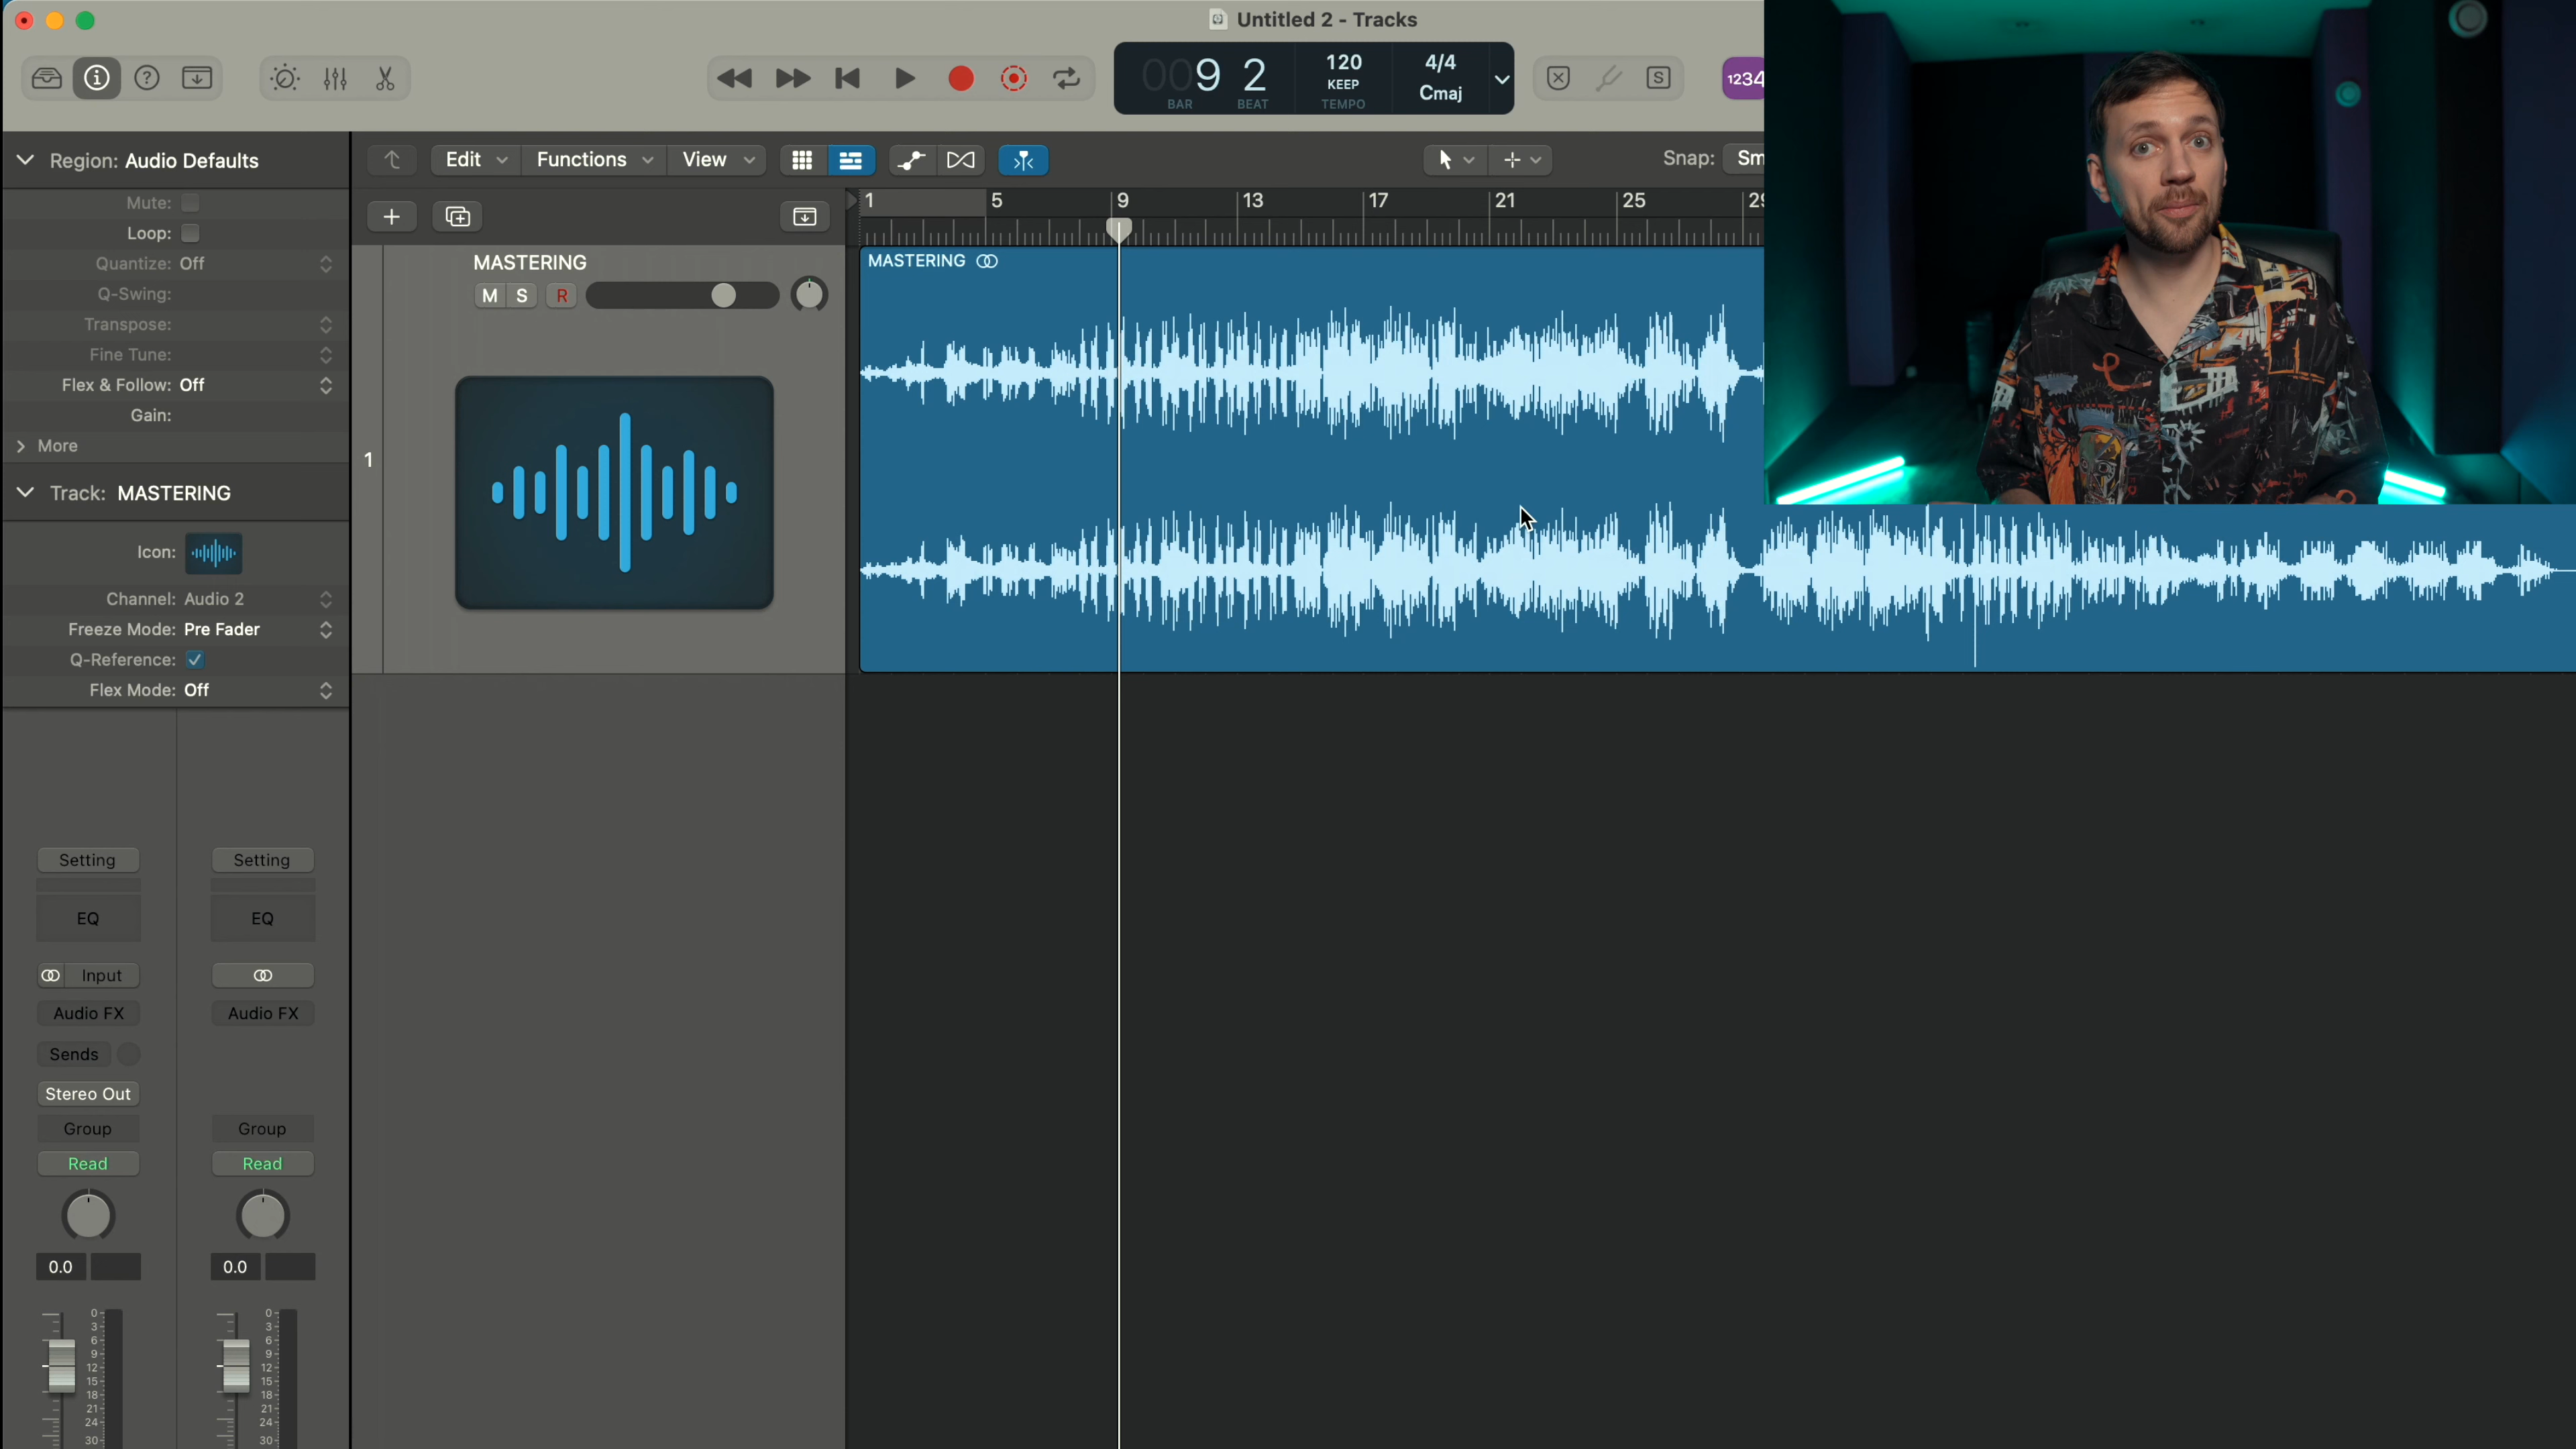 Untitled 2 - Tracks
009 2
BAR BEAT
120
KEEP
TEMPO
4/4
Cmaj
S
1234
Region: Audio Defaults
Edit Functions View
Snap: Sm
Mute:
Loop:
Quantize: Off
Q-Swing:
Transpose:
Fine Tune:
Flex & Follow: Off
Gain:
More
1 5 9 13 17 21 25 29
MASTERING
M S R
1
MASTERING
Track: MASTERING
Icon:
Channel: Audio 2
Freeze Mode: Pre Fader
Q-Reference:
Flex Mode: Off
Setting Setting
EQ EQ
Input
Audio FX Audio FX
Sends
Stereo Out
Group Group
Read Read
0.0 0.0
0 0
3 3
6 6
9 9
12 12
15 15
18 18
21 21
24 24
30 30